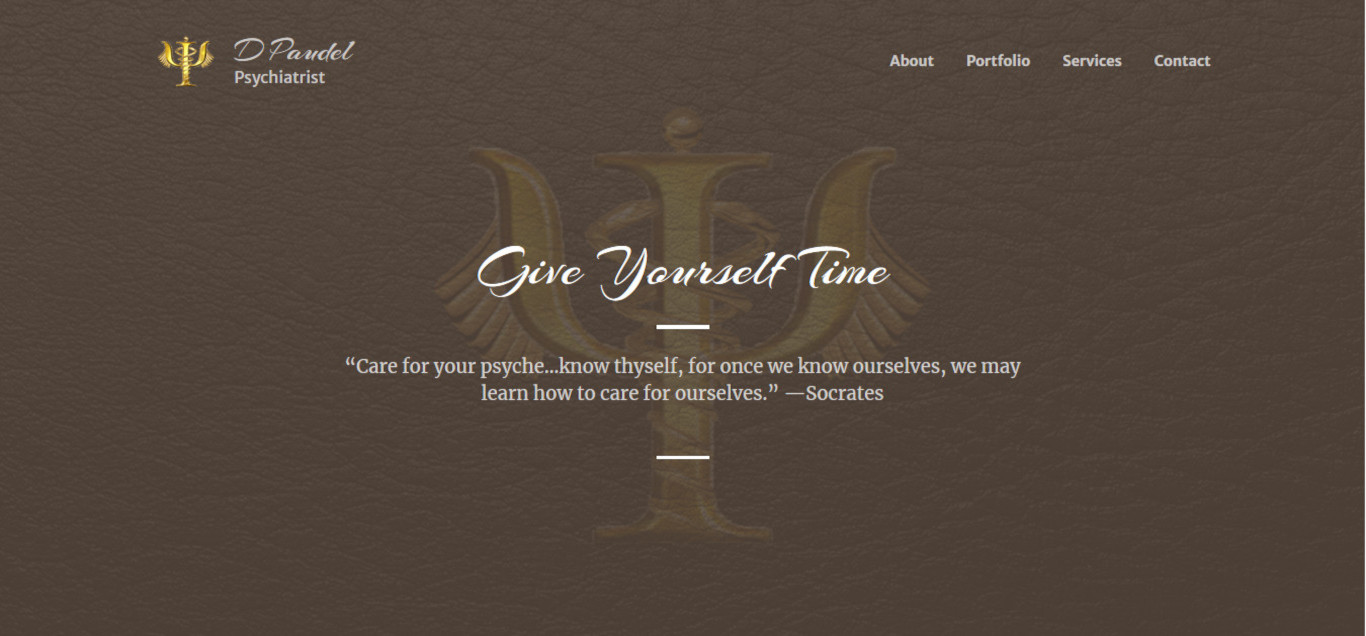 D Paudel
Psychiatrist
About Portfolio Services Contact
Give Yourself Time
“Care for your psyche...know thyself, for once we know ourselves, we may
learn how to care for ourselves.” —Socrates